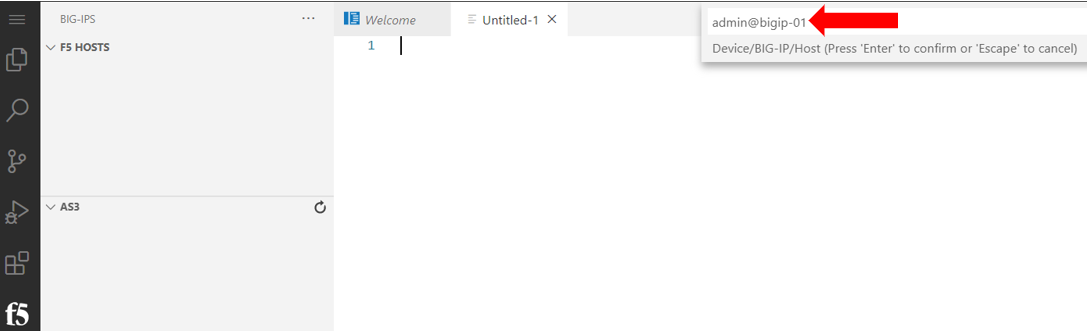 BIG-IPS ···
F5 HOSTS
AS3
f5
Welcome
Untitled-1
1
admin@bigip-01
Device/BIG-IP/Host (Press 'Enter' to confirm or 'Escape' to cancel)